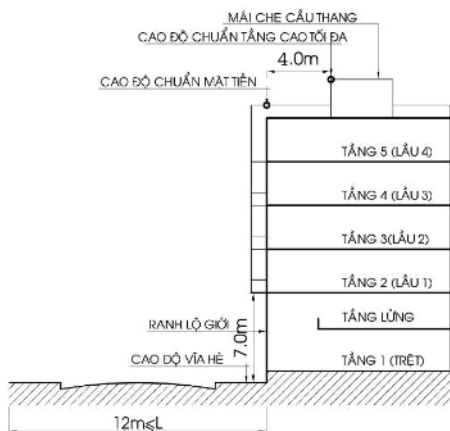 MÁI CHE CẦU THANG
CAO ĐỘ CHUẨN TẦNG CAO TỐI ĐA
4.0m
CAO ĐỘ CHUẨN MẶT TIỀN
TẦNG 5 (LẦU 4)
TẦNG 4 (LẦU 3)
TẦNG 3(LẦU 2)
TẦNG 2 (LẦU 1)
RANH LỘ GIỚI
7.0m
TẦNG LỬNG
CAO ĐỘ VĨA HÈ
TẦNG 1 (TRỆT)
12m⩽L